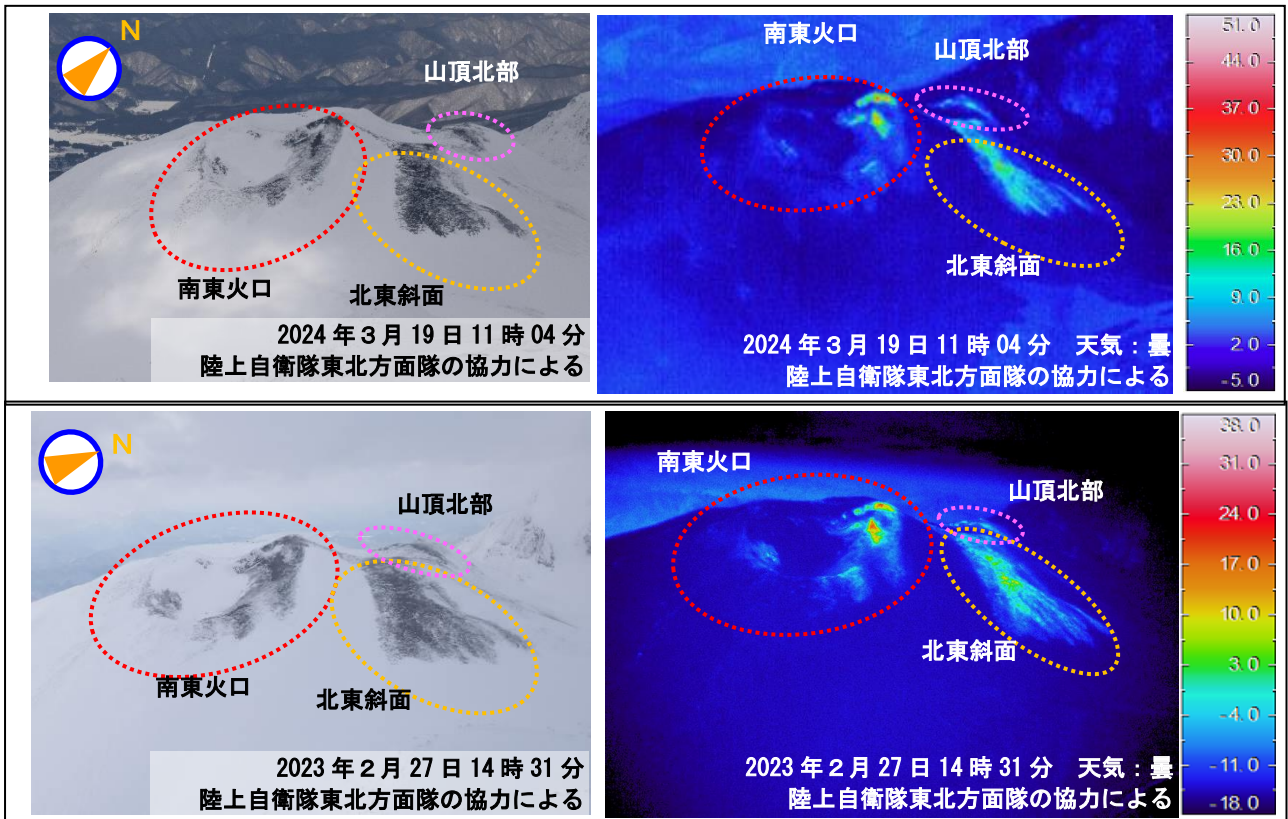 N
南東火口
山頂北部
北東斜面
2024年3月19日11時04分
陸上自衛隊東北方面隊の協力による
南東火口
山頂北部
北東斜面
2024年3月19日11時04分 天気：曇
陸上自衛隊東北方面隊の協力による
51.0
44.0
37.0
30.0
23.0
16.0
9.0
2.0
-5.0
N
南東火口
山頂北部
北東斜面
2023年2月27日14時31分
陸上自衛隊東北方面隊の協力による
南東火口
山頂北部
北東斜面
2023年2月27日14時31分 天気：曇
陸上自衛隊東北方面隊の協力による
38.0
31.0
24.0
17.0
10.0
3.0
-4.0
-11.0
-18.0